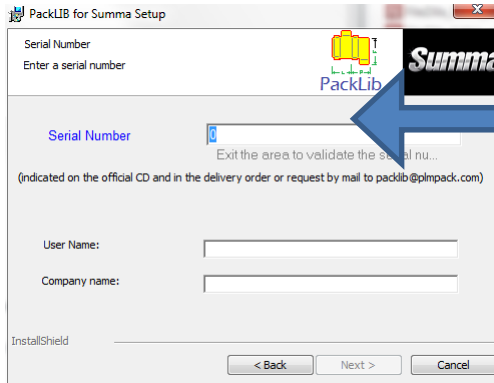 PackLIB for Summa Setup
Serial Number
Enter a serial number
PackLib
Summa
Serial Number
0
Exit the area to validate the serial nu...
(indicated on the official CD and in the delivery order or request by mail to packlib@plmpack.com)
User Name:
Company name:
InstallShield
< Back Next > Cancel